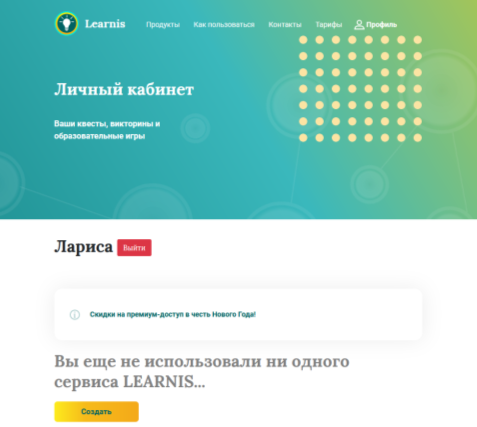 Learnis
Продукты Как пользоваться Контакты Тарифы Профиль
Личный кабинет
Ваши квесты, викторины и
образовательные игры
Лариса Выйти
Скидки на премиум-доступ в честь Нового Года!
Вы еще не использовали ни одного
сервиса LEARNIS...
Создать